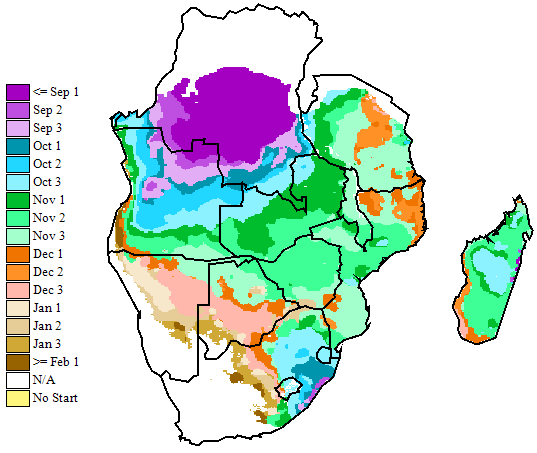 <= Sep 1
Sep 2
Sep 3
Oct 1
Oct 2
Oct 3
Nov 1
Nov 2
Nov 3
Dec 1
Dec 2
Dec 3
Jan 1
Jan 2
Jan 3
>= Feb 1
N/A
No Start